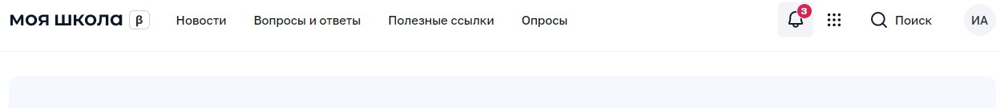 моя школа β Новости Вопросы и ответы Полезные ссылки Опросы 3 Поиск ИА